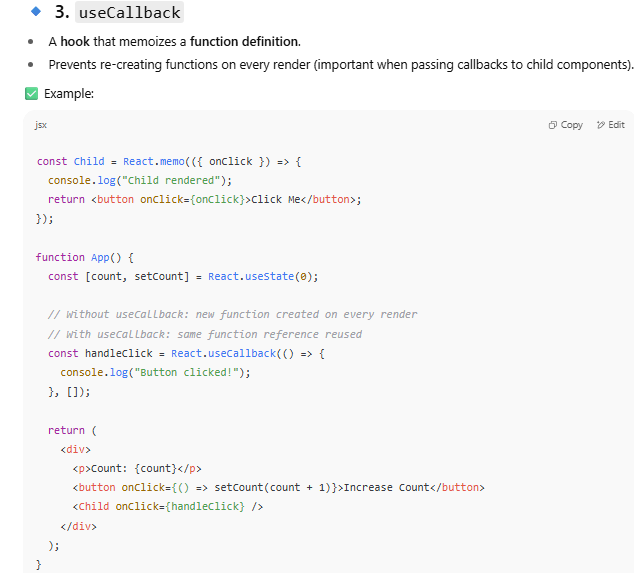 3. useCallback
A hook that memoizes a function definition.
Prevents re-creating functions on every render (important when passing callbacks to child components).
Example:
jsx Copy Edit
const Child = React.memo(({ onClick }) => {
  console.log("Child rendered");
  return <button onClick={onClick}>Click Me</button>;
});

function App() {
  const [count, setCount] = React.useState(0);

  // Without useCallback: new function created on every render
  // With useCallback: same function reference reused
  const handleClick = React.useCallback(() => {
    console.log("Button clicked!");
  }, []);

  return (
    <div>
      <p>Count: {count}</p>
      <button onClick={() => setCount(count + 1)}>Increase Count</button>
      <Child onClick={handleClick} />
    </div>
  );
}